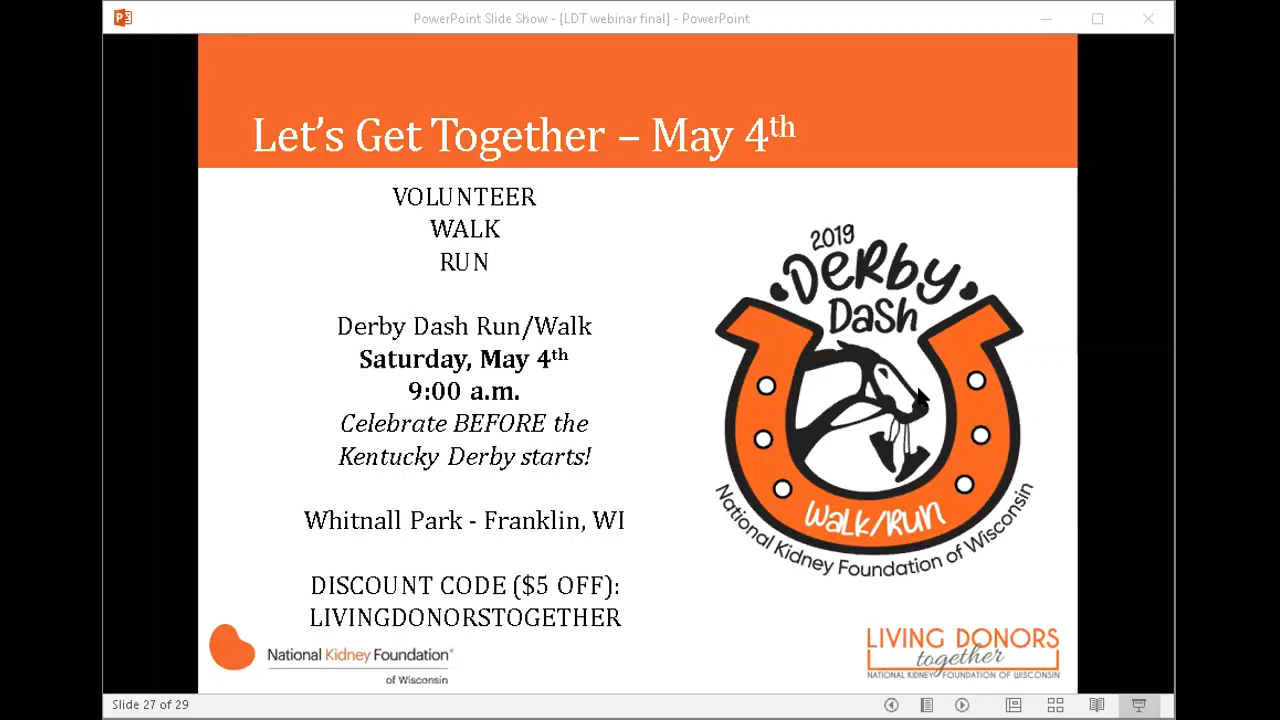 PowerPoint Slide Show - [LDT webinar final] - PowerPoint
Let's Get Together – May 4th
VOLUNTEER
WALK
RUN
Derby Dash Run/Walk
Saturday, May 4th
9:00 a.m.
Celebrate BEFORE the
Kentucky Derby starts!
Whitnall Park - Franklin, WI
DISCOUNT CODE ($5 OFF):
LIVINGDONORSTOGETHER
2019
Derby
Dash
Walk/Run
National Kidney Foundation of Wisconsin
National Kidney Foundation®
of Wisconsin
LIVING DONORS
together
NATIONAL KIDNEY FOUNDATION OF WISCONSIN
Slide 27 of 29